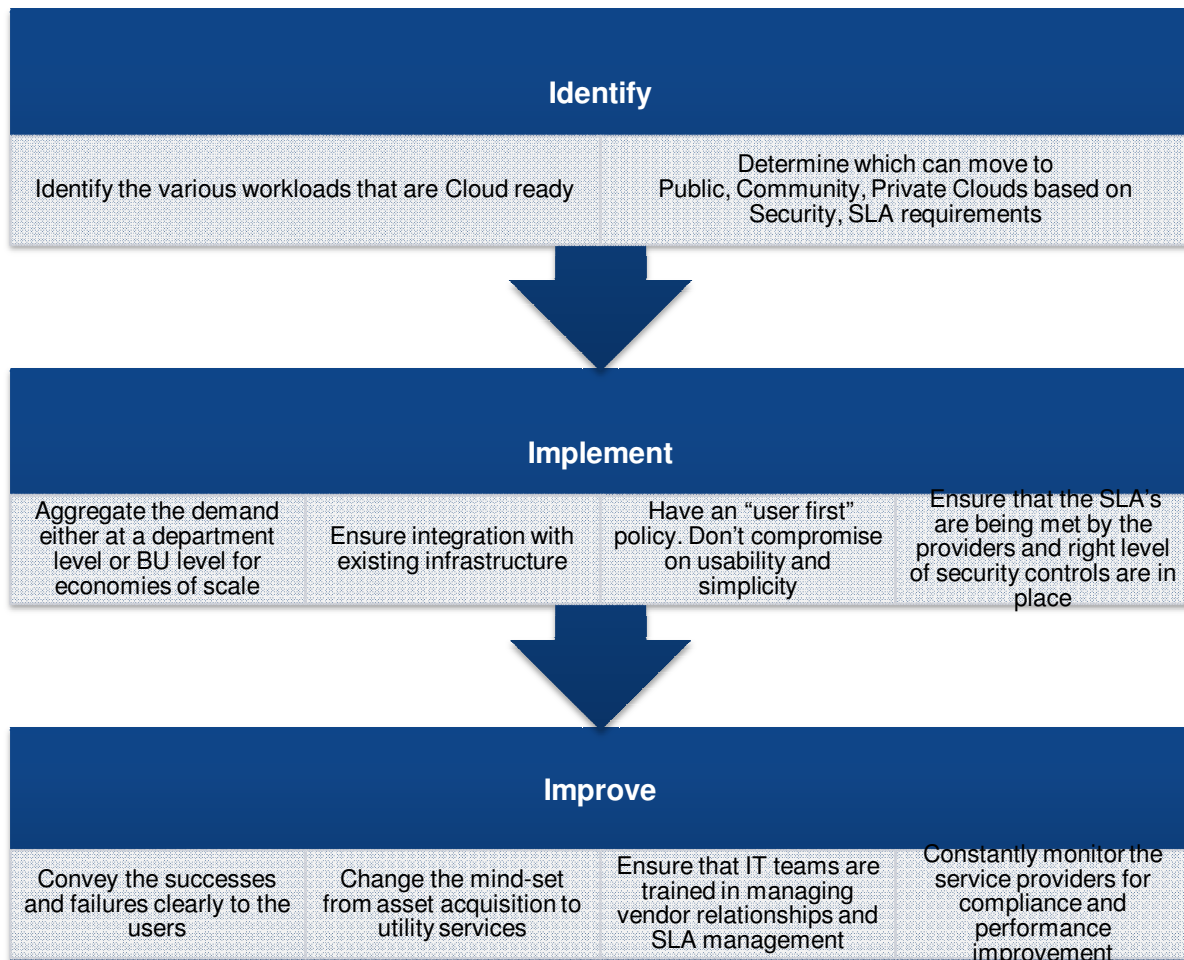 Identify
Identify the various workloads that are Cloud ready
Determine which can move to
Public, Community, Private Clouds based on
Security, SLA requirements
Implement
Aggregate the demand
either at a department
level or BU level for
economies of scale
Ensure integration with
existing infrastructure
Have an “user first”
policy. Don’t compromise
on usability and
simplicity
Ensure that the SLA’s
are being met by the
providers and right level
of security controls are in
place
Improve
Convey the successes
and failures clearly to the
users
Change the mind-set
from asset acquisition to
utility services
Ensure that IT teams are
trained in managing
vendor relationships and
SLA management
Constantly monitor the
service providers for
compliance and
performance
improvement